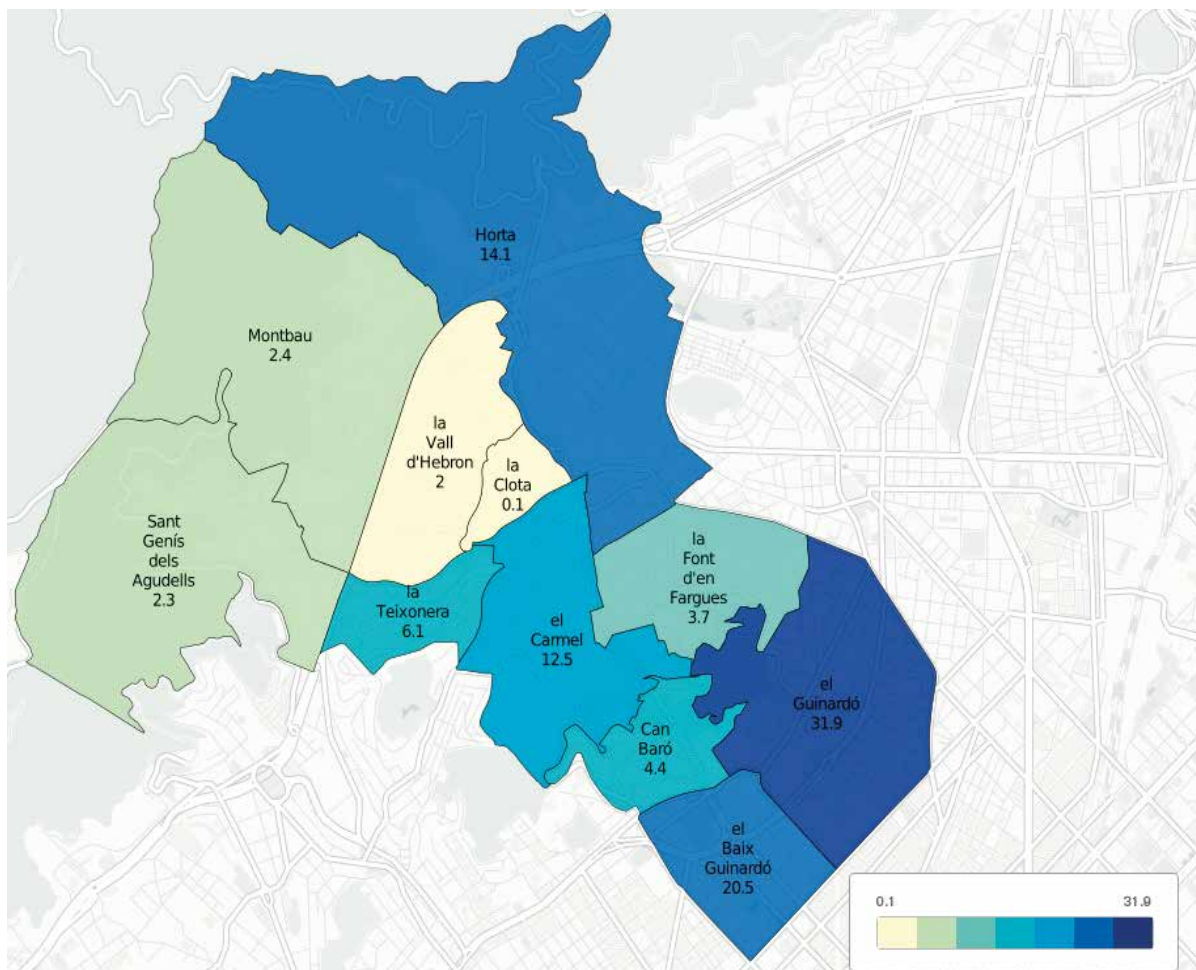 Horta
14.1
Montbau
2.4
la
Vall
d'Hebron
2
la
Clota
0.1
Sant
Genís
dels
Agudells
2.3
la
Teixonera
6.1
el
Carmel
12.5
la
Font
d'en
Fargues
3.7
el
Guinardó
31.9
Can
Baró
4.4
el
Baix
Guinardó
20.5
0.1
31.9